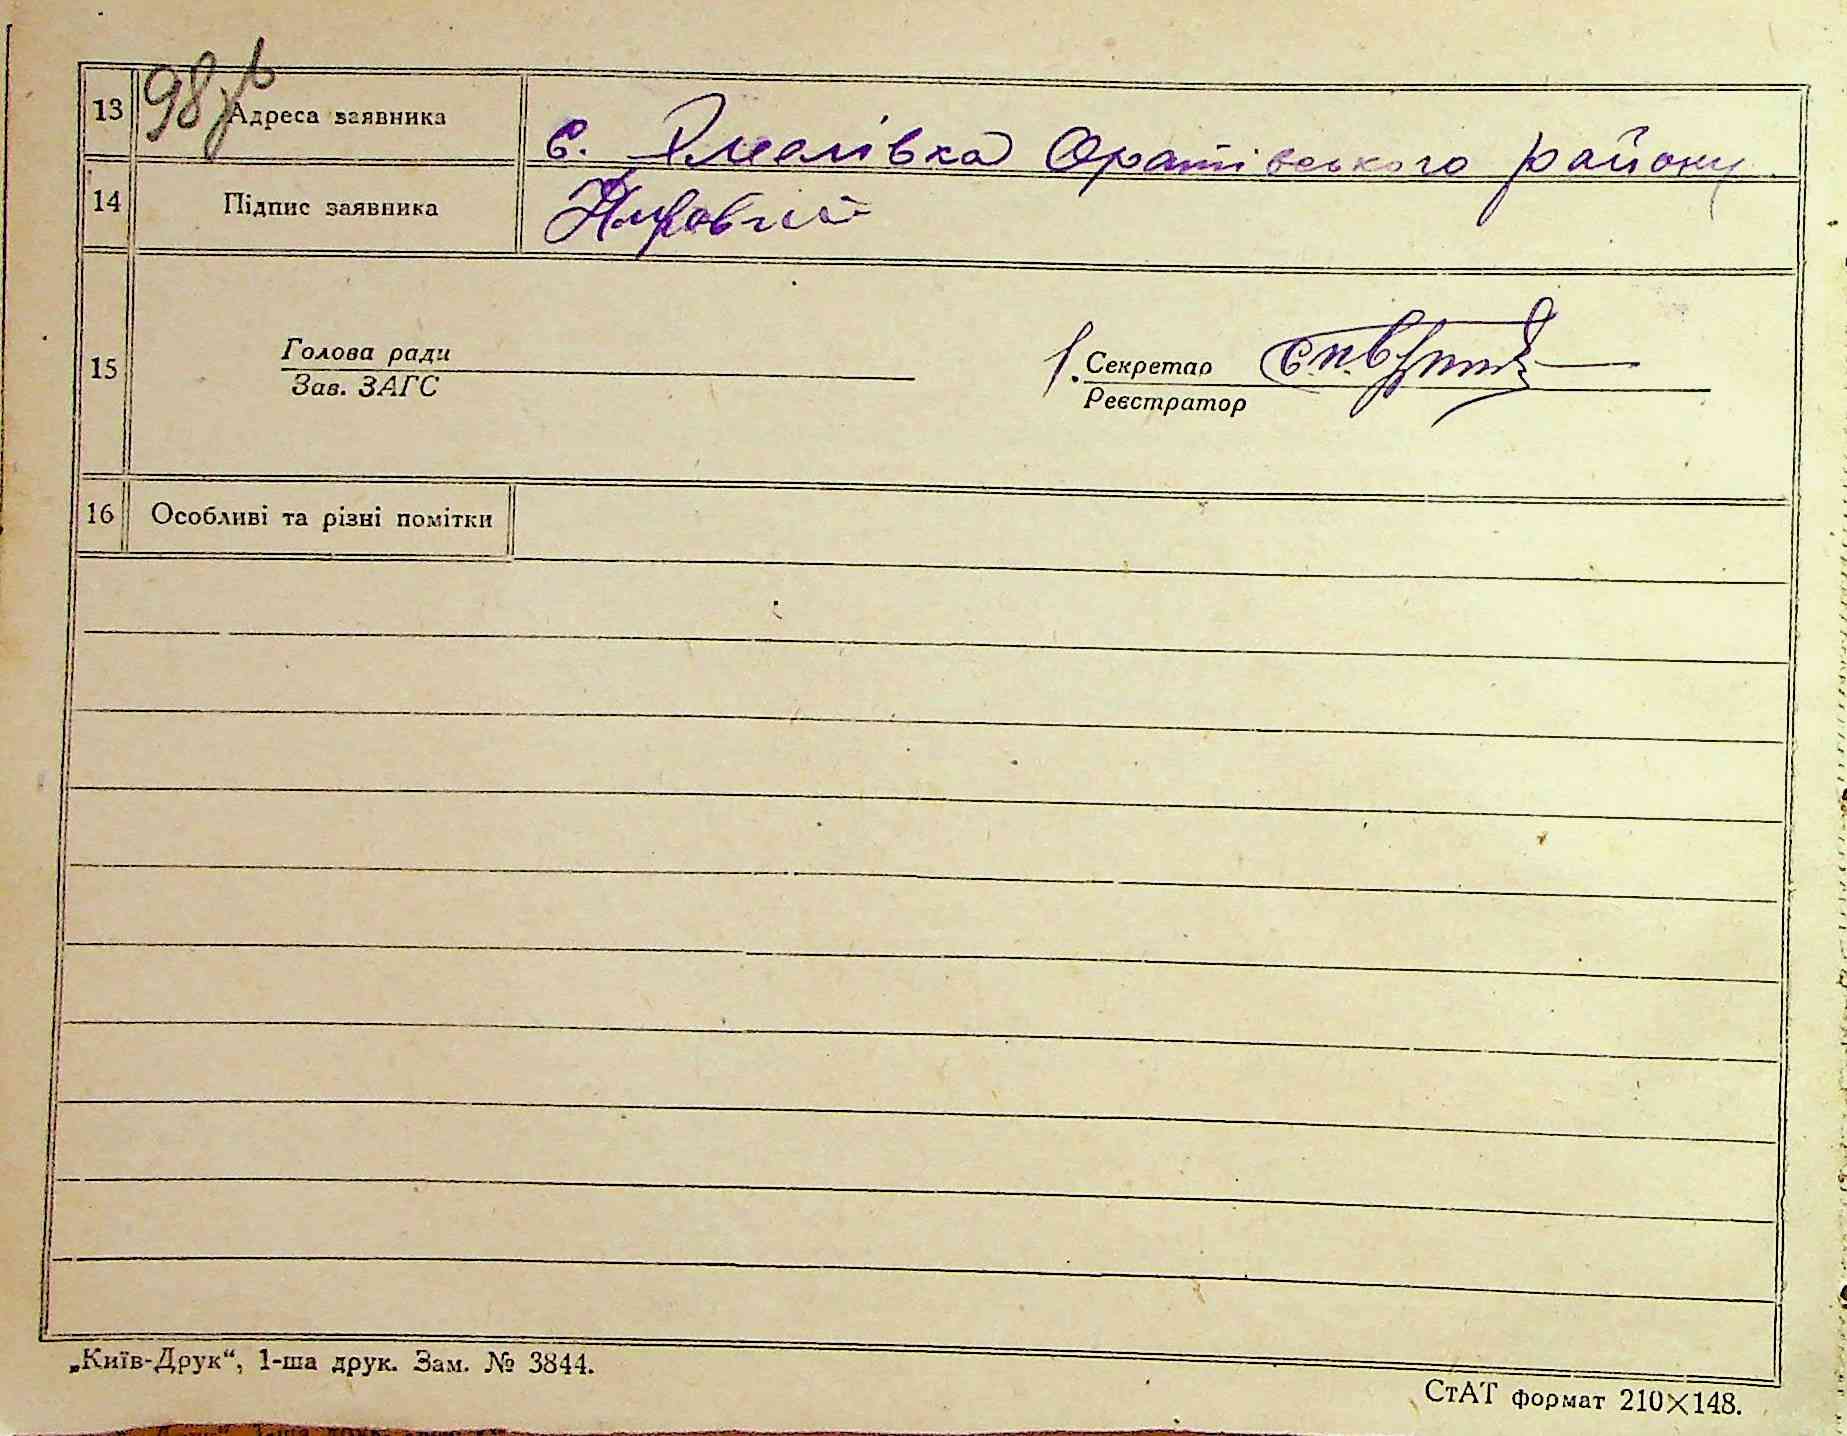 98
13 Адреса заявника с. Якимівка Оратівського району
14 Підпис заявника
15 Голова ради
Зав. ЗАГС
Секретар
Реєстратор
16 Особливі та різні помітки
„Київ-Друк“, 1-ша друк. Зам. № 3844.
СтАТ формат 210×148.